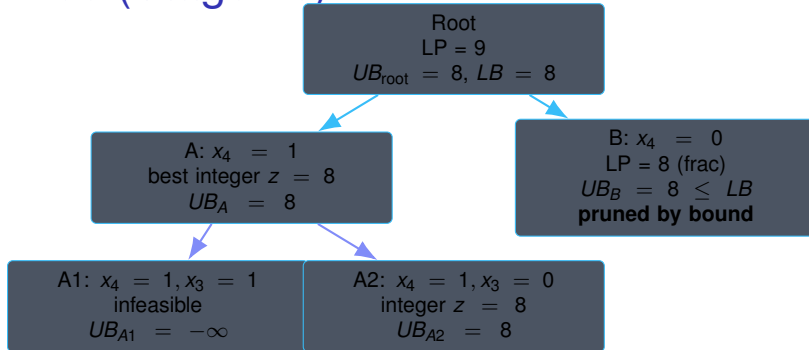 Root
LP = 9
UB_root = 8, LB = 8
A: x_4 = 1
best integer z = 8
UB_A = 8
B: x_4 = 0
LP = 8 (frac)
UB_B = 8 ≤ LB
pruned by bound
A1: x_4 = 1, x_3 = 1
infeasible
UB_A1 = −∞
A2: x_4 = 1, x_3 = 0
integer z = 8
UB_A2 = 8